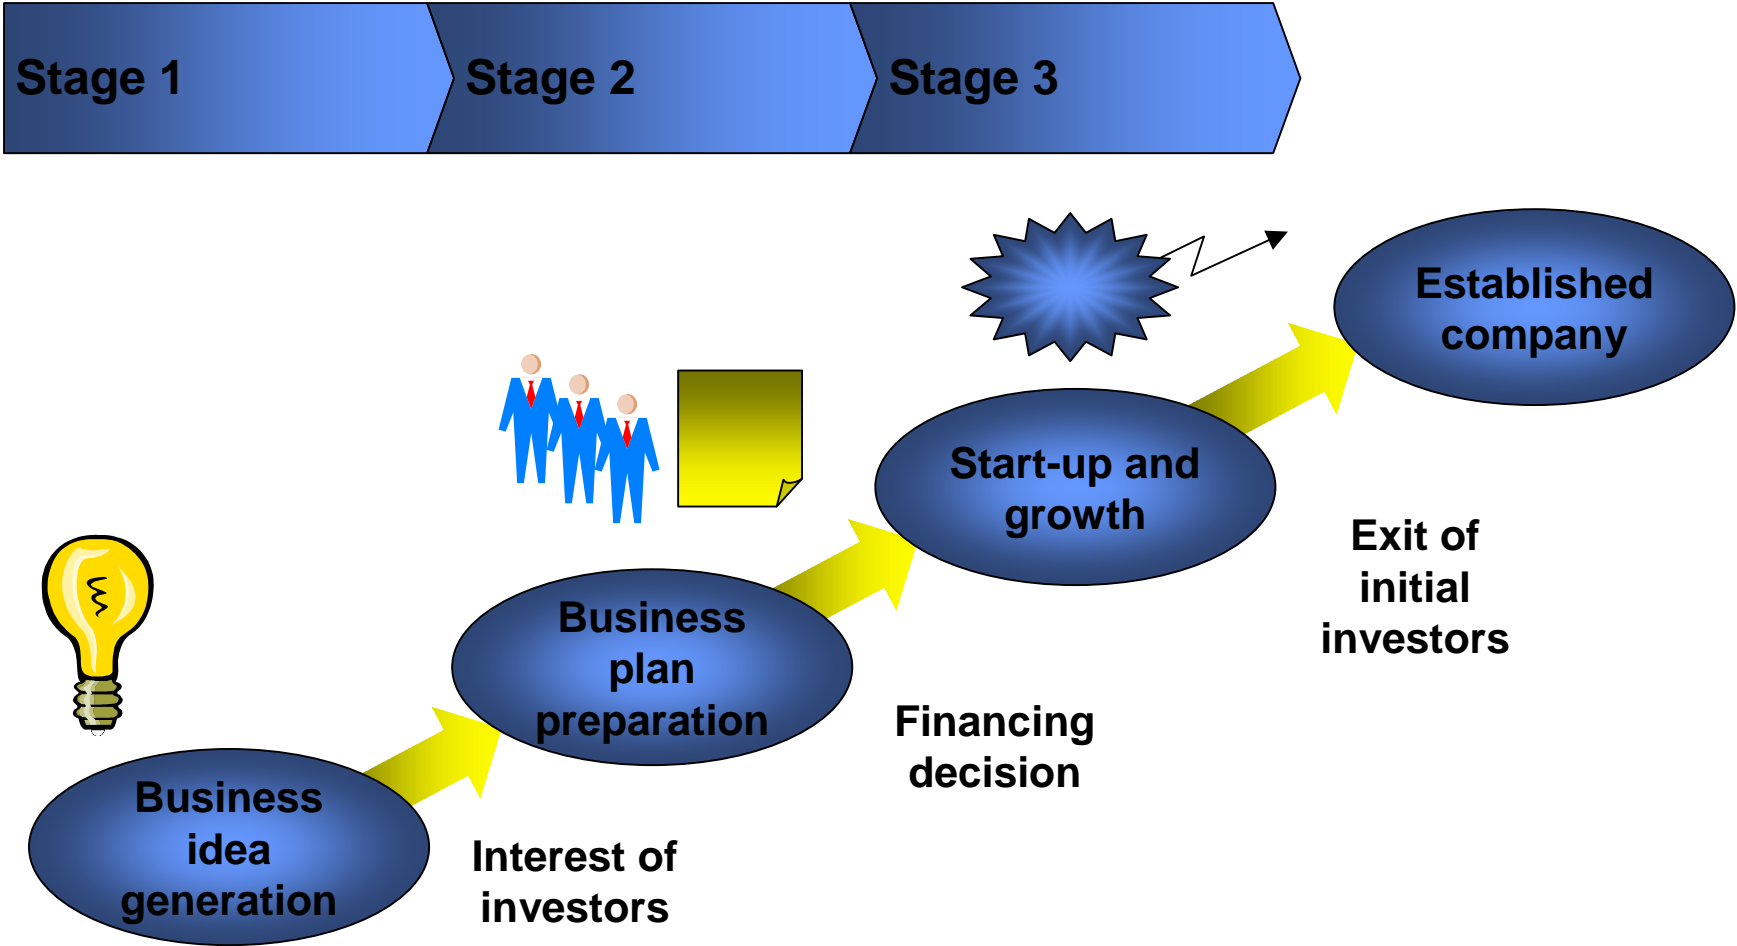 Stage 1
Stage 2
Stage 3
Established
company
Start-up and
growth
Exit of
initial
investors
Business
plan
preparation
Financing
decision
Business
idea
generation
Interest of
investors